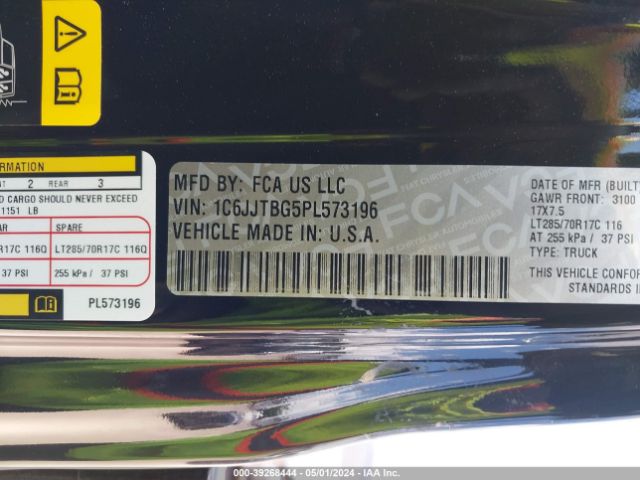 ORMATION
NT 2 REAR 3
D CARGO SHOULD NEVER EXCEED
1151 LB
SPARE
R17C 116Q LT285/70R17C 116Q
37 PSI 255 kPa / 37 PSI
PL573196
MFD BY: FCA US LLC
VIN: 1C6JJTBG5PL573196
VEHICLE MADE IN: U.S.A.
DATE OF MFR (BUILT)
GAWR FRONT: 3100
17X7.5
LT285/70R17C 116
AT 255 kPa / 37 PSI
TYPE: TRUCK
THIS VEHICLE CONFOR
STANDARDS I
000-39268444 - 05/01/2024 - IAA Inc.